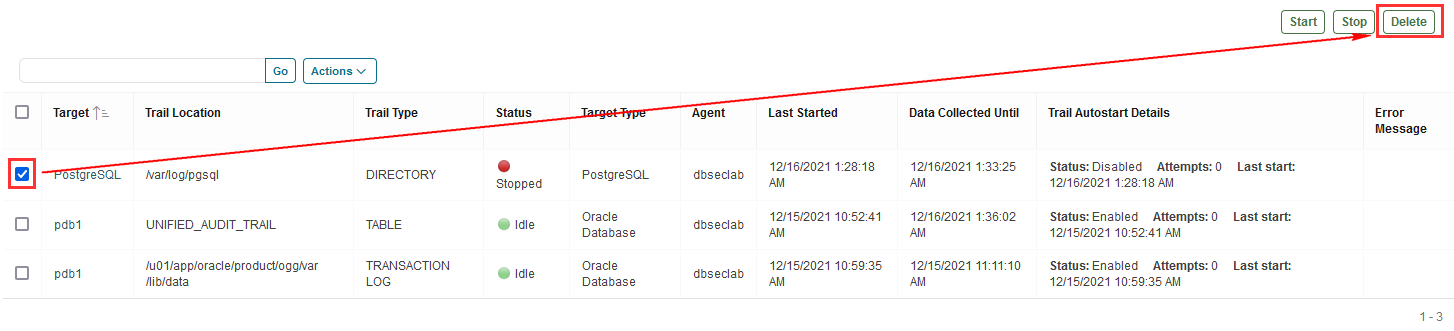 Start Stop Delete
Go Actions
Target Trail Location Trail Type Status Target Type Agent Last Started Data Collected Until Trail Autostart Details Error Message
PostgreSQL /var/log/pgsql DIRECTORY Stopped PostgreSQL dbseclab 12/16/2021 1:28:18 AM 12/16/2021 1:33:25 AM Status: Disabled Attempts: 0 Last start: 12/16/2021 1:28:18 AM
pdb1 UNIFIED_AUDIT_TRAIL TABLE Idle Oracle Database dbseclab 12/15/2021 10:52:41 AM 12/16/2021 1:36:02 AM Status: Enabled Attempts: 0 Last start: 12/15/2021 10:52:41 AM
pdb1 /u01/app/oracle/product/ogg/var/lib/data TRANSACTION LOG Idle Oracle Database dbseclab 12/15/2021 10:59:35 AM 12/15/2021 11:11:10 AM Status: Enabled Attempts: 0 Last start: 12/15/2021 10:59:35 AM
1 - 3